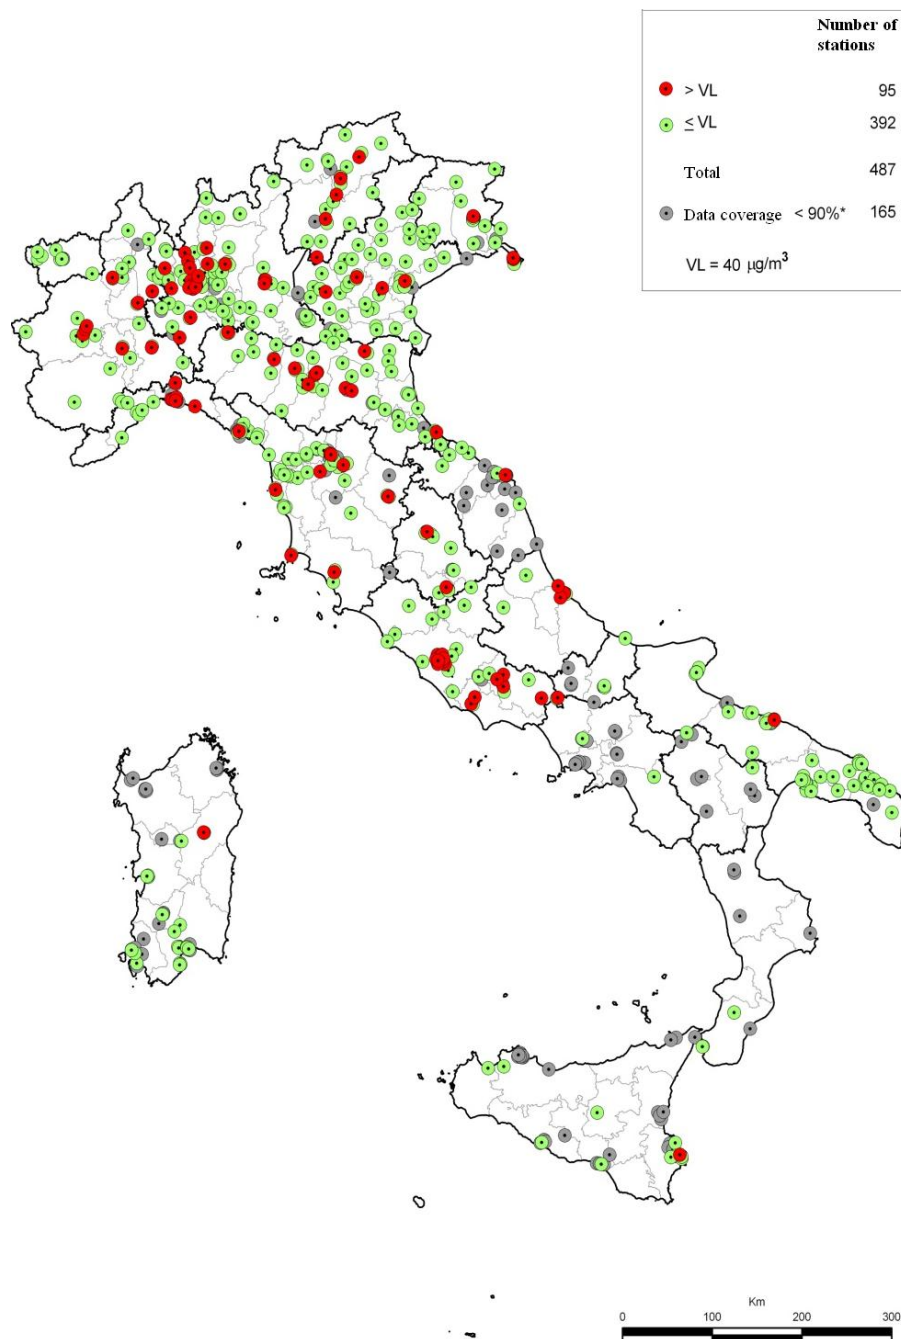 Number of
stations
> VL 95
≤ VL 392
Total 487
Data coverage < 90%* 165
VL = 40 µg/m³
Km
0 100 200 300